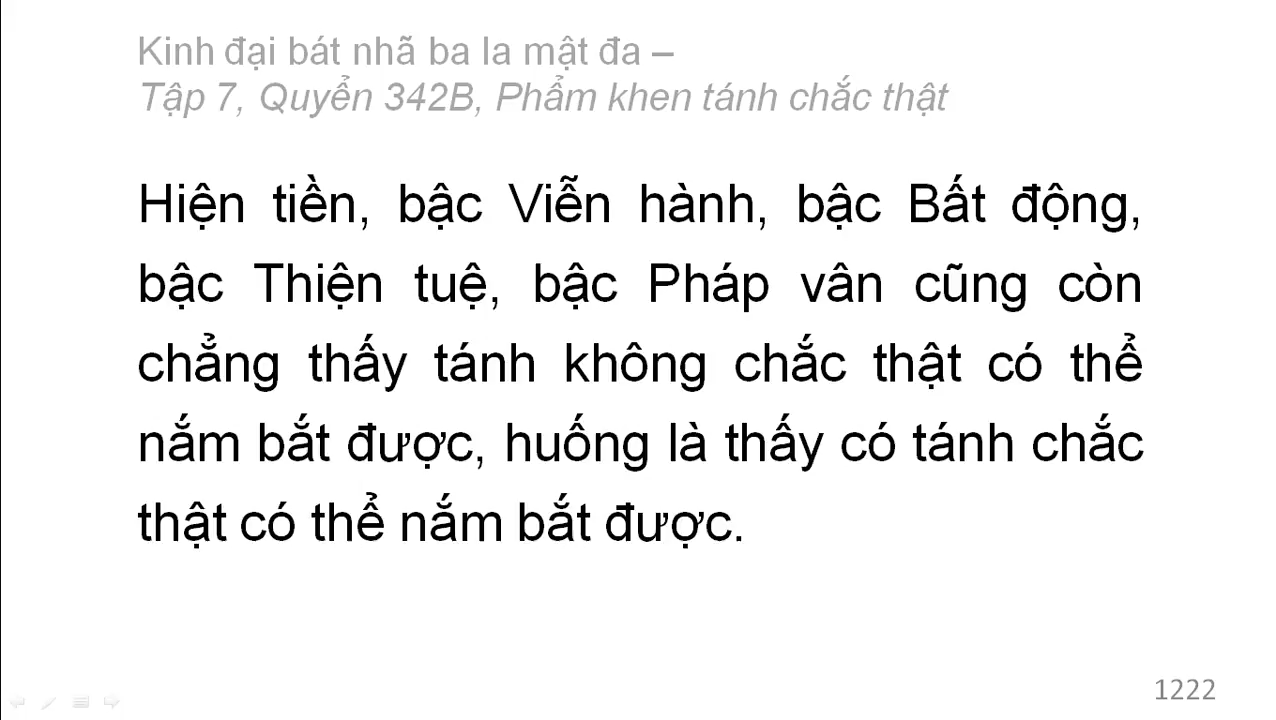 Kinh đại bát nhã ba la mật đa –
Tập 7, Quyển 342B, Phẩm khen tánh chắc thật
Hiện tiền, bậc Viễn hành, bậc Bất động,
bậc Thiện tuệ, bậc Pháp vân cũng còn
chẳng thấy tánh không chắc thật có thể
nắm bắt được, huống là thấy có tánh chắc
thật có thể nắm bắt được.
1222